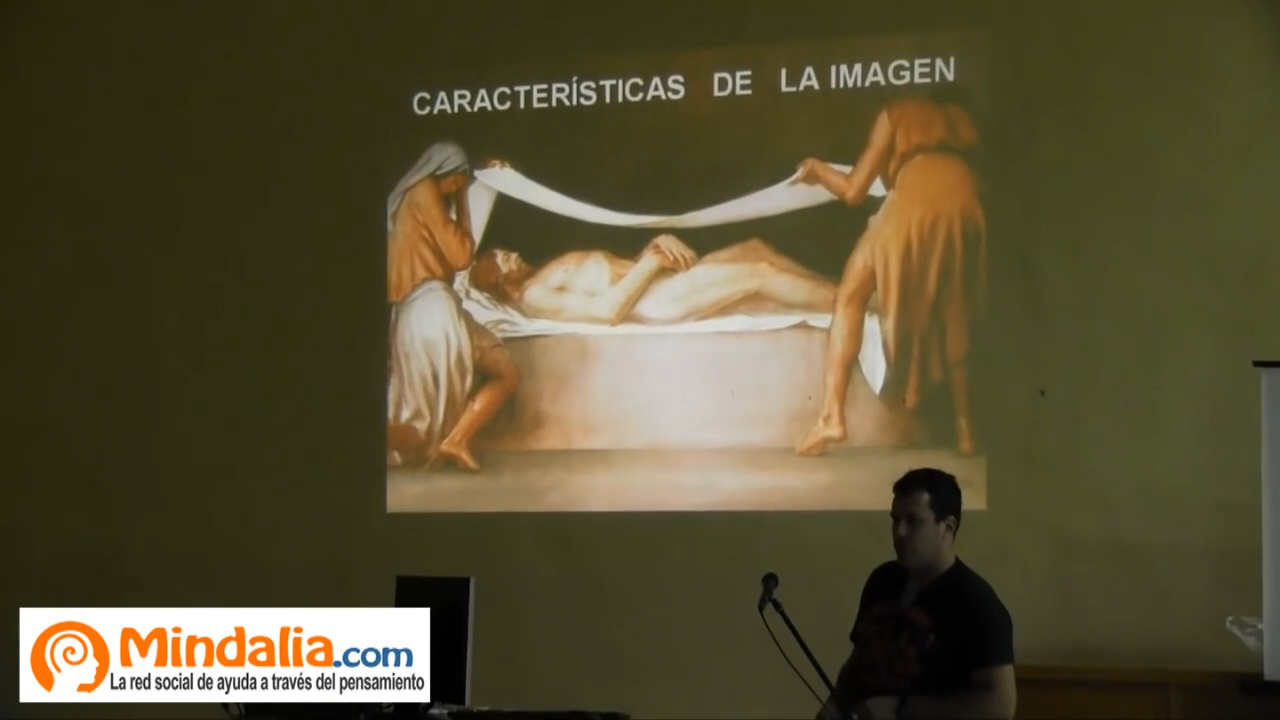 CARACTERÍSTICAS DE LA IMAGEN
Mindalia.com
La red social de ayuda a través del pensamiento